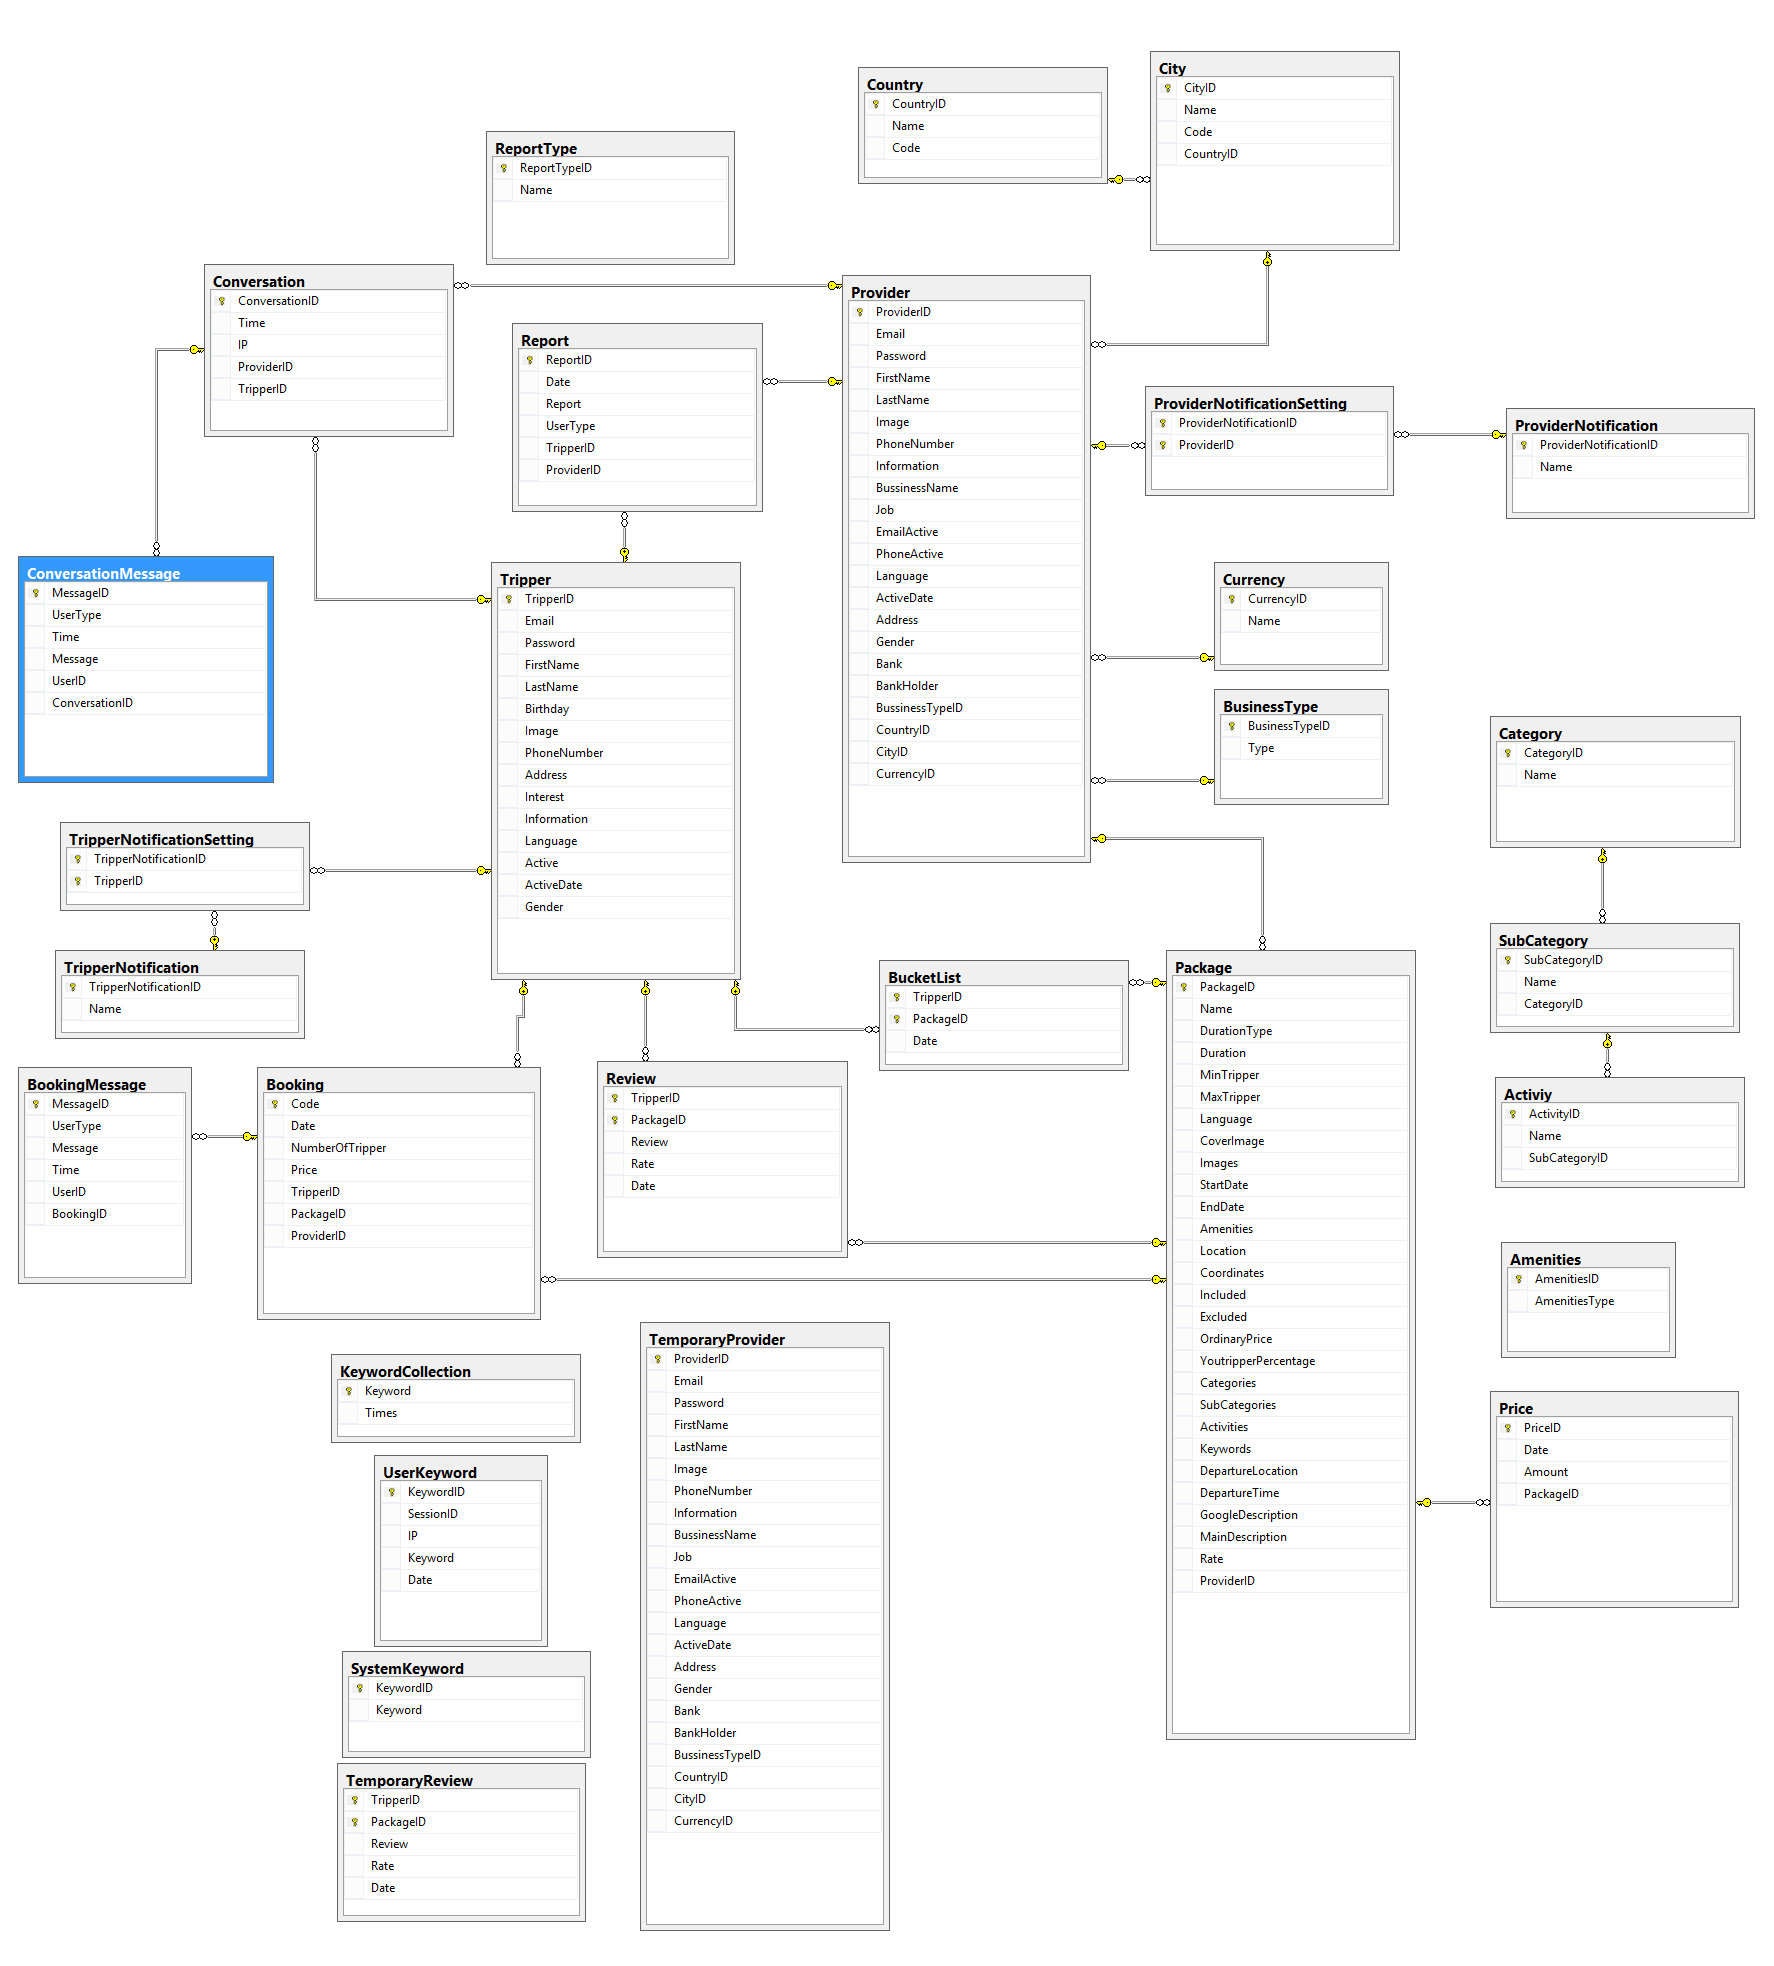 Country
CountryID
Name
Code
City
CityID
Name
Code
CountryID
ReportType
ReportTypeID
Name
Conversation
ConversationID
Time
IP
ProviderID
TripperID
Report
ReportID
Date
Report
UserType
TripperID
ProviderID
Provider
ProviderID
Email
Password
FirstName
LastName
Image
PhoneNumber
Information
BussinessName
Job
EmailActive
PhoneActive
Language
ActiveDate
Address
Gender
Bank
BankHolder
BussinessTypeID
CountryID
CityID
CurrencyID
ProviderNotificationSetting
ProviderNotificationID
ProviderID
ProviderNotification
ProviderNotificationID
Name
ConversationMessage
MessageID
UserType
Time
Message
UserID
ConversationID
Tripper
TripperID
Email
Password
FirstName
LastName
Birthday
Image
PhoneNumber
Address
Interest
Information
Language
Active
ActiveDate
Gender
Currency
CurrencyID
Name
BusinessType
BusinessTypeID
Type
Category
CategoryID
Name
TripperNotificationSetting
TripperNotificationID
TripperID
TripperNotification
TripperNotificationID
Name
SubCategory
SubCategoryID
Name
CategoryID
BucketList
TripperID
PackageID
Date
Package
PackageID
Name
DurationType
Duration
MinTripper
MaxTripper
Language
CoverImage
Images
StartDate
EndDate
Amenities
Location
Coordinates
Included
Excluded
OrdinaryPrice
YoutripperPercentage
Categories
SubCategories
Activities
Keywords
DepartureLocation
DepartureTime
GoogleDescription
MainDescription
Rate
ProviderID
BookingMessage
MessageID
UserType
Message
Time
UserID
BookingID
Booking
Code
Date
NumberOfTripper
Price
TripperID
PackageID
ProviderID
Review
TripperID
PackageID
Review
Rate
Date
Activiy
ActivityID
Name
SubCategoryID
Amenities
AmenitiesID
AmenitiesType
TemporaryProvider
ProviderID
Email
Password
FirstName
LastName
Image
PhoneNumber
Information
BussinessName
Job
EmailActive
PhoneActive
Language
ActiveDate
Address
Gender
Bank
BankHolder
BussinessTypeID
CountryID
CityID
CurrencyID
KeywordCollection
Keyword
Times
Price
PriceID
Date
Amount
PackageID
UserKeyword
KeywordID
SessionID
IP
Keyword
Date
SystemKeyword
KeywordID
Keyword
TemporaryReview
TripperID
PackageID
Review
Rate
Date